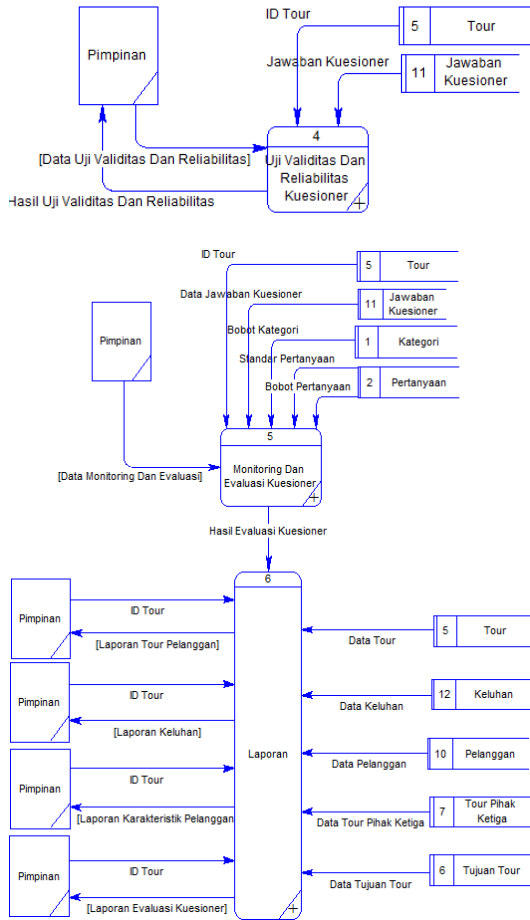 ID Tour
5 Tour
Pimpinan
Jawaban Kuesioner
11 Jawaban
Kuesioner
4
[Data Uji Validitas Dan Reliabilitas]
Uji Validitas Dan
Reliabilitas
Kuesioner
Hasil Uji Validitas Dan Reliabilitas
ID Tour
5 Tour
Data Jawaban Kuesioner
11 Jawaban
Kuesioner
Bobot Kategori
1 Kategori
Pimpinan
Standar Pertanyaan
Bobot Pertanyaan
2 Pertanyaan
5
Monitoring Dan
Evaluasi Kuesioner
[Data Monitoring Dan Evaluasi]
Hasil Evaluasi Kuesioner
6
Pimpinan
ID Tour
[Laporan Tour Pelanggan]
Data Tour
5 Tour
Pimpinan
ID Tour
[Laporan Keluhan]
Data Keluhan
12 Keluhan
Laporan
Data Pelanggan
10 Pelanggan
Pimpinan
ID Tour
[Laporan Karakteristik Pelanggan
Data Tour Pihak Ketiga
7 Tour Pihak
Ketiga
Pimpinan
ID Tour
[Laporan Evaluasi Kuesioner]
Data Tujuan Tour
6 Tujuan Tour